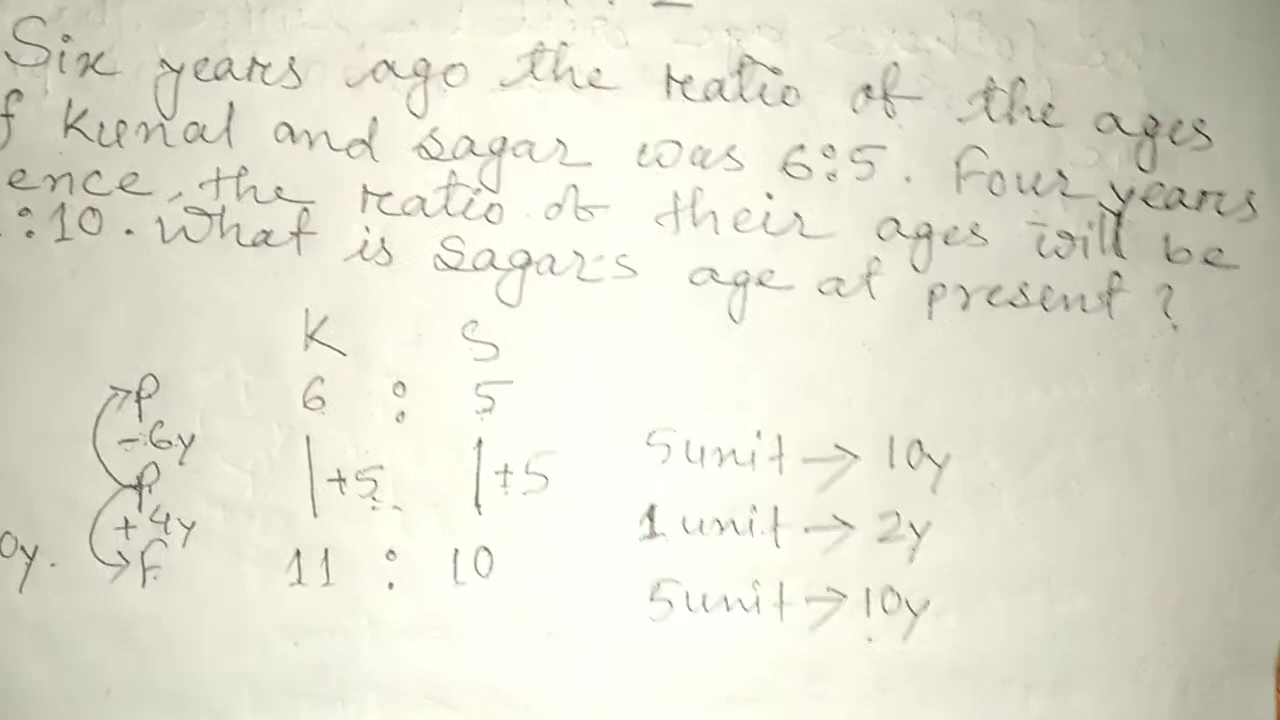 Six years ago the ratio of the ages
f Kunal and sagar was 6:5. Four years
ence, the ratio of their ages will be
:10. What is Sagar's age at present ?
K S
P 6 : 5
-6y
P |+5 |+5
+4y
0y. F 11 : 10
5unit → 10y
1 unit → 2y
5unit → 10y